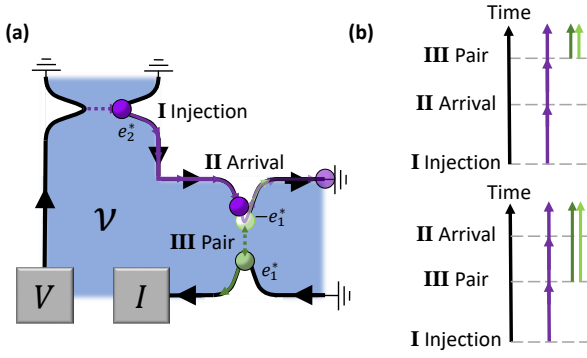 (a)
I Injection
e₂*
II Arrival
ν
−e₁*
III Pair
e₁*
V
I
(b)
Time
III Pair
II Arrival
I Injection
Time
II Arrival
III Pair
I Injection